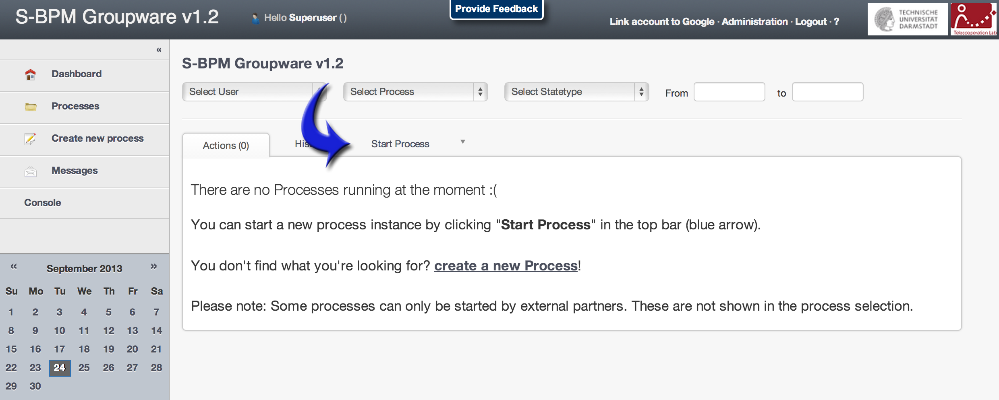 S-BPM Groupware v1.2
Hello Superuser ()
Provide Feedback
Link account to Google · Administration · Logout · ?
TECHNISCHE
UNIVERSITÄT
DARMSTADT
Telecooperation Lab
«
Dashboard
Processes
Create new process
Messages
Console
« September 2013 »
Su Mo Tu We Th Fr Sa
1 2 3 4 5 6 7
8 9 10 11 12 13 14
15 16 17 18 19 20 21
22 23 24 25 26 27 28
29 30
S-BPM Groupware v1.2
Select User
Select Process
Select Statetype
From
to
Actions (0)
Start Process
There are no Processes running at the moment :(
You can start a new process instance by clicking "Start Process" in the top bar (blue arrow).
You don't find what you're looking for? create a new Process!
Please note: Some processes can only be started by external partners. These are not shown in the process selection.